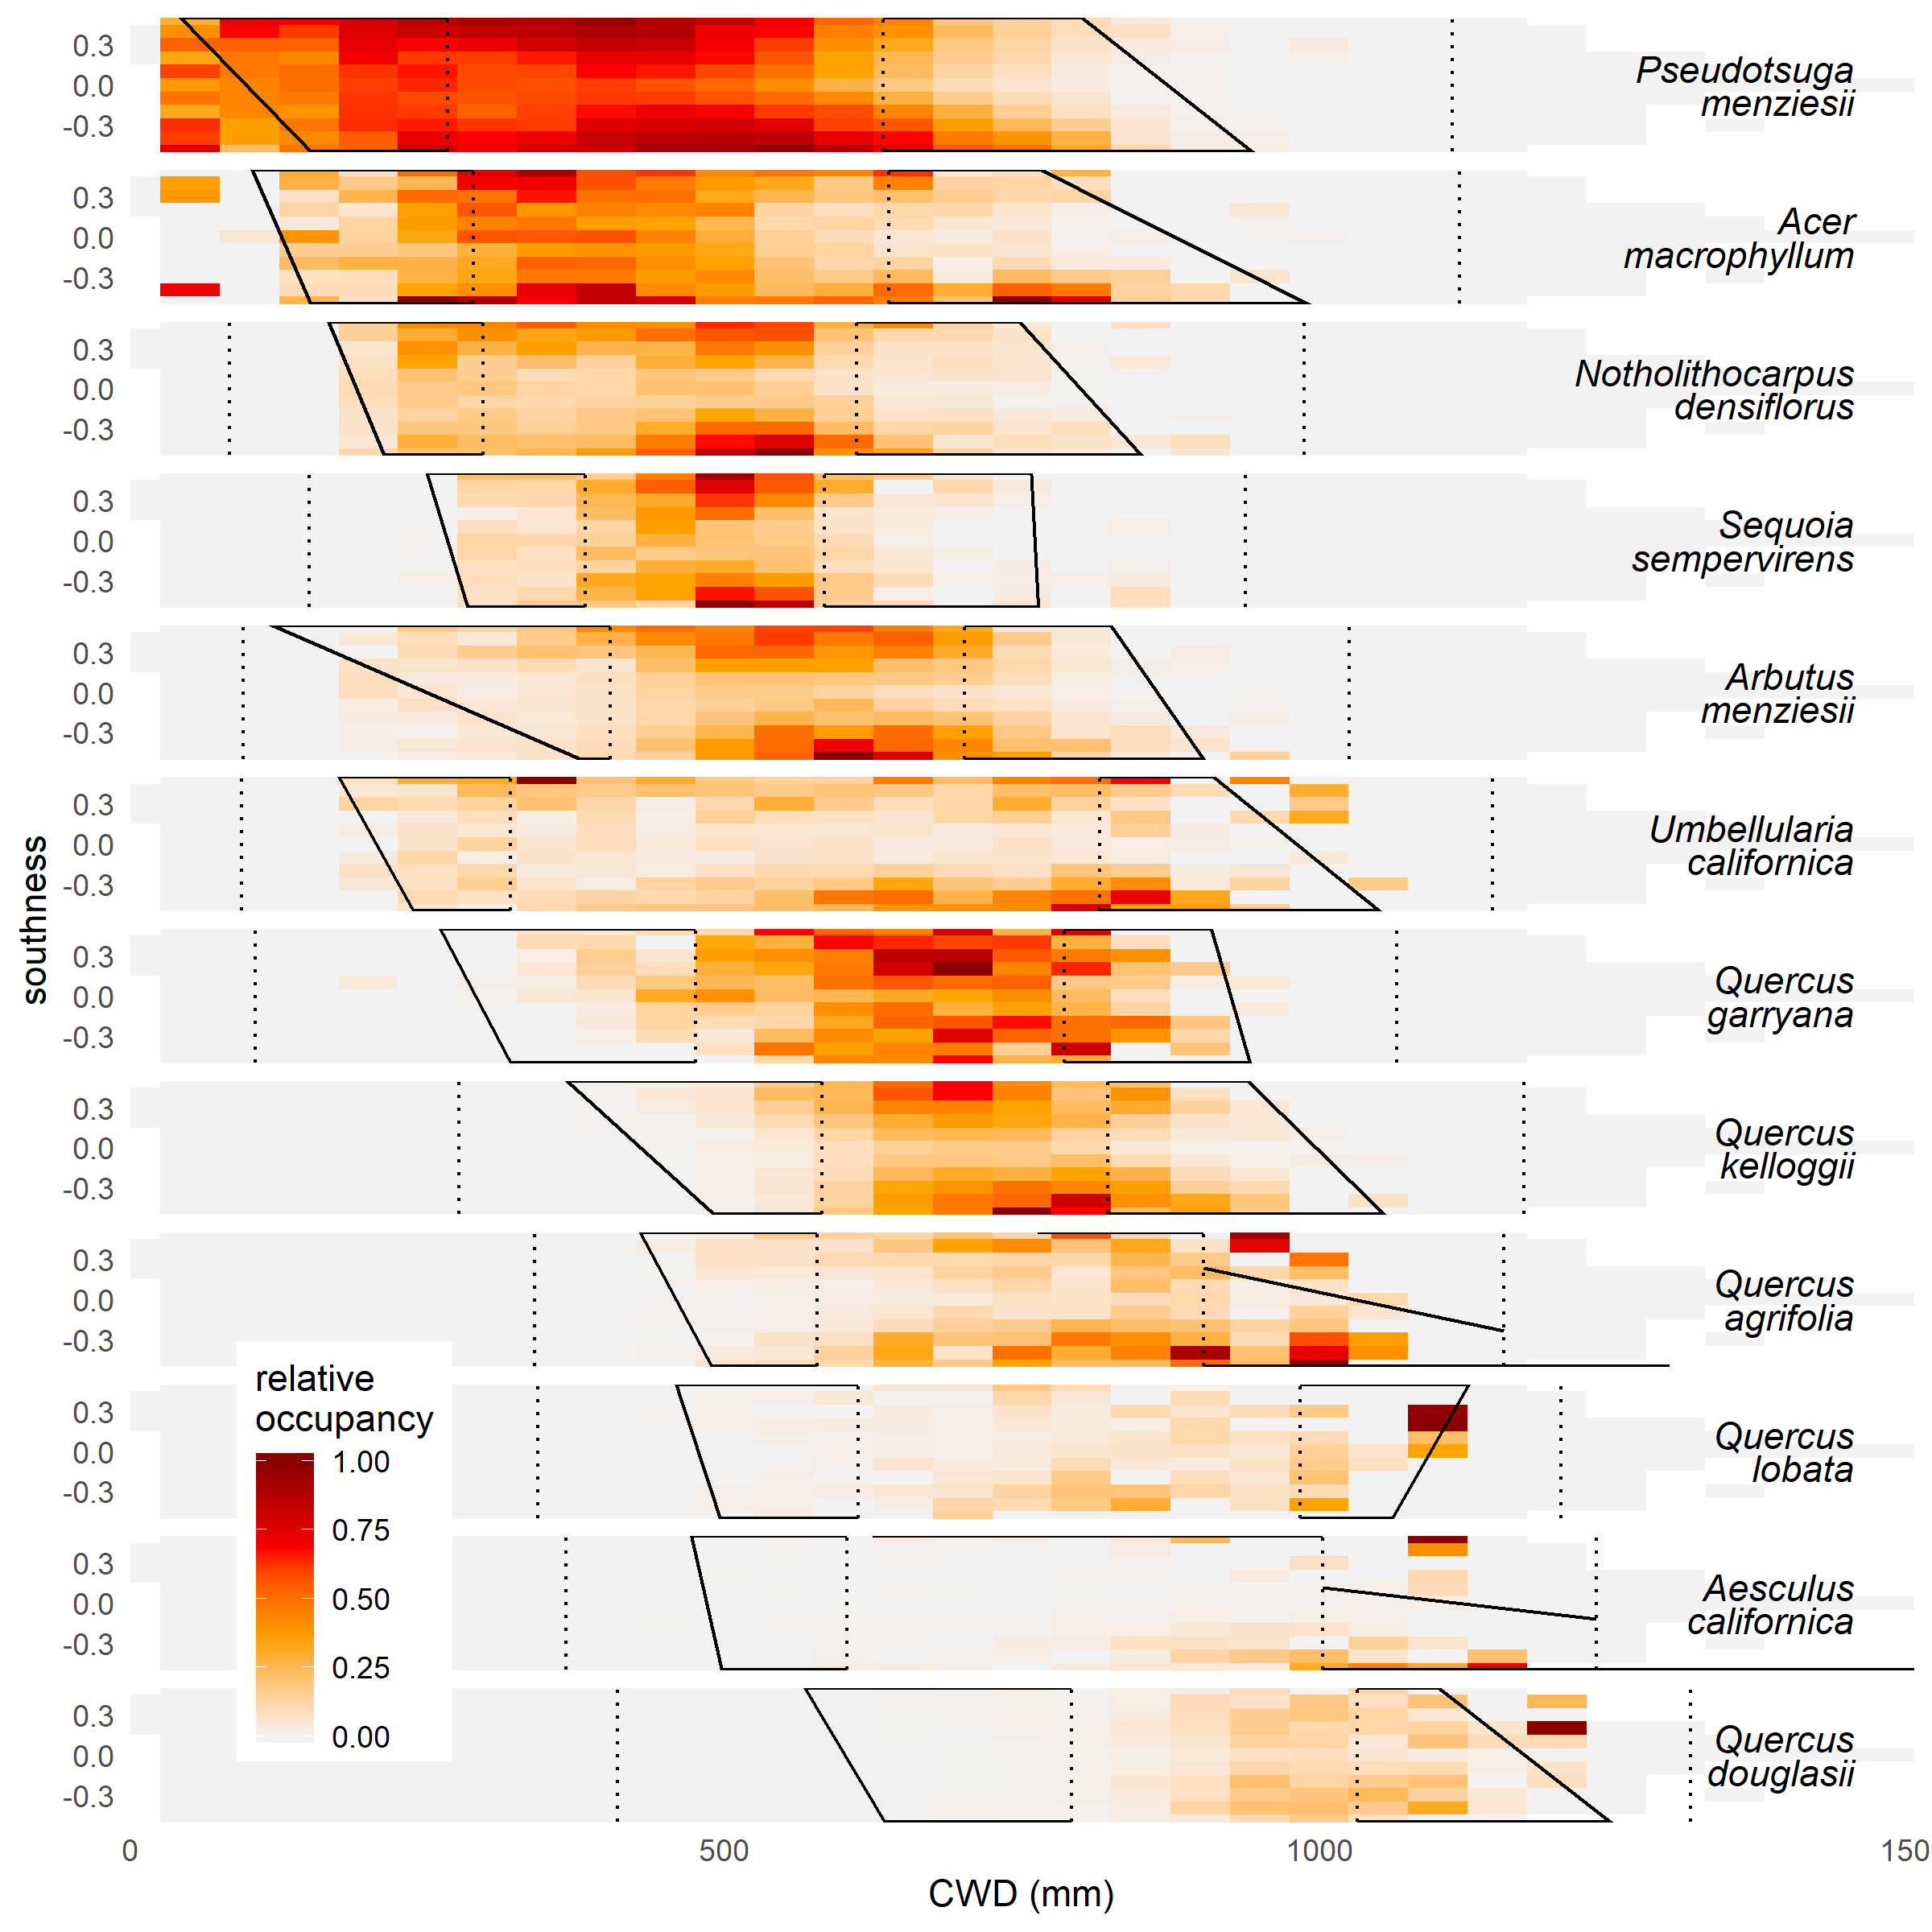 0.3
0.0
-0.3
Pseudotsuga
menziesii
0.3
0.0
-0.3
Acer
macrophyllum
0.3
0.0
-0.3
Notholithocarpus
densiflorus
0.3
0.0
-0.3
Sequoia
sempervirens
0.3
0.0
-0.3
Arbutus
menziesii
0.3
0.0
-0.3
Umbellularia
californica
southness
0.3
0.0
-0.3
Quercus
garryana
0.3
0.0
-0.3
Quercus
kelloggii
0.3
0.0
-0.3
Quercus
agrifolia
0.3
0.0
-0.3
Quercus
lobata
0.3
0.0
-0.3
Aesculus
californica
0.3
0.0
-0.3
Quercus
douglasii
relative
occupancy
1.00
0.75
0.50
0.25
0.00
0
500
1000
150
CWD (mm)